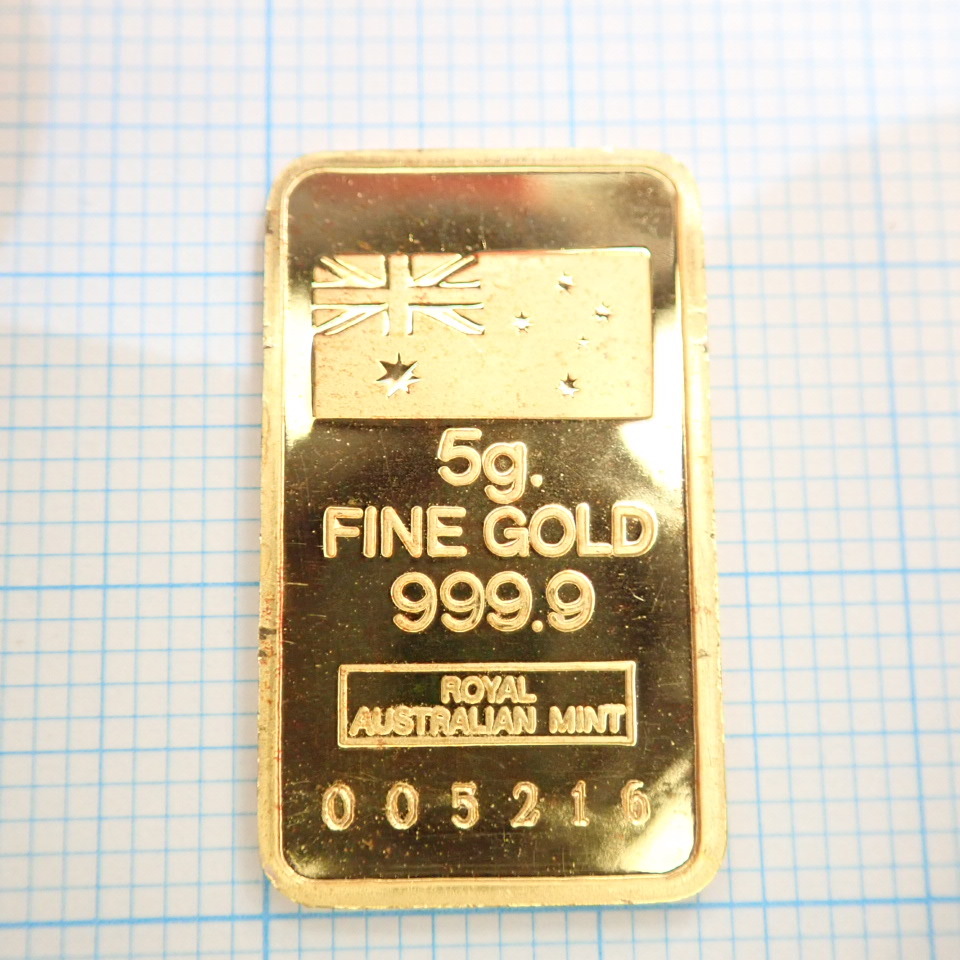 5g.
FINE GOLD
999.9
ROYAL
AUSTRALIAN MINT
005216